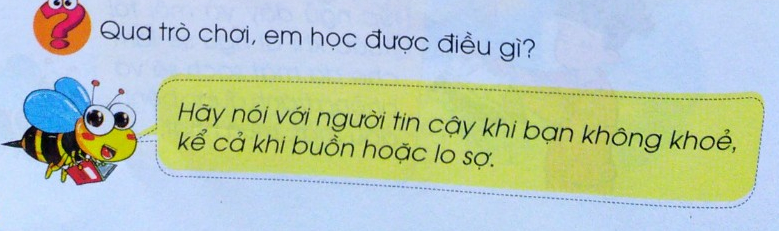 Qua trò chơi, em học được điều gì?
Hãy nói với người tin cậy khi bạn không khoẻ,
kể cả khi buồn hoặc lo sợ.